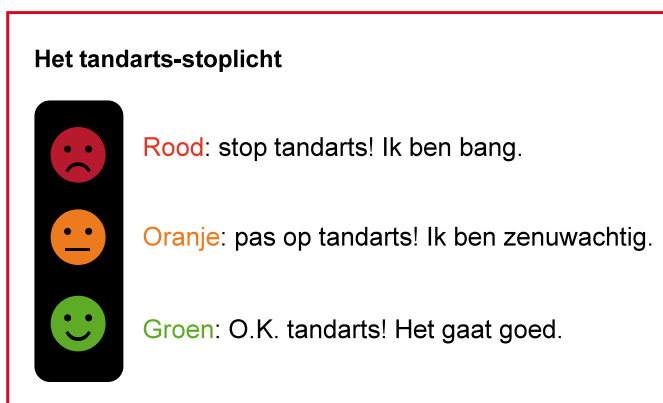 Het tandarts-stoplicht
Rood: stop tandarts! Ik ben bang.
Oranje: pas op tandarts! Ik ben zenuwachtig.
Groen: O.K. tandarts! Het gaat goed.